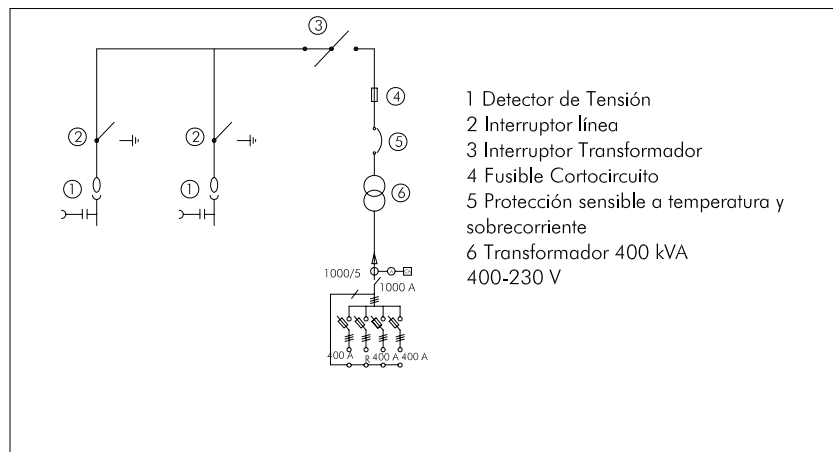 3
4
1 Detector de Tensión
2
2
2 Interruptor línea
5
3 Interruptor Transformador
4 Fusible Cortocircuito
1
1
6
5 Protección sensible a temperatura y
sobrecorriente
6 Transformador 400 kVA
400-230 V
1000/5
1000 A
400 A
R
400 A
400 A